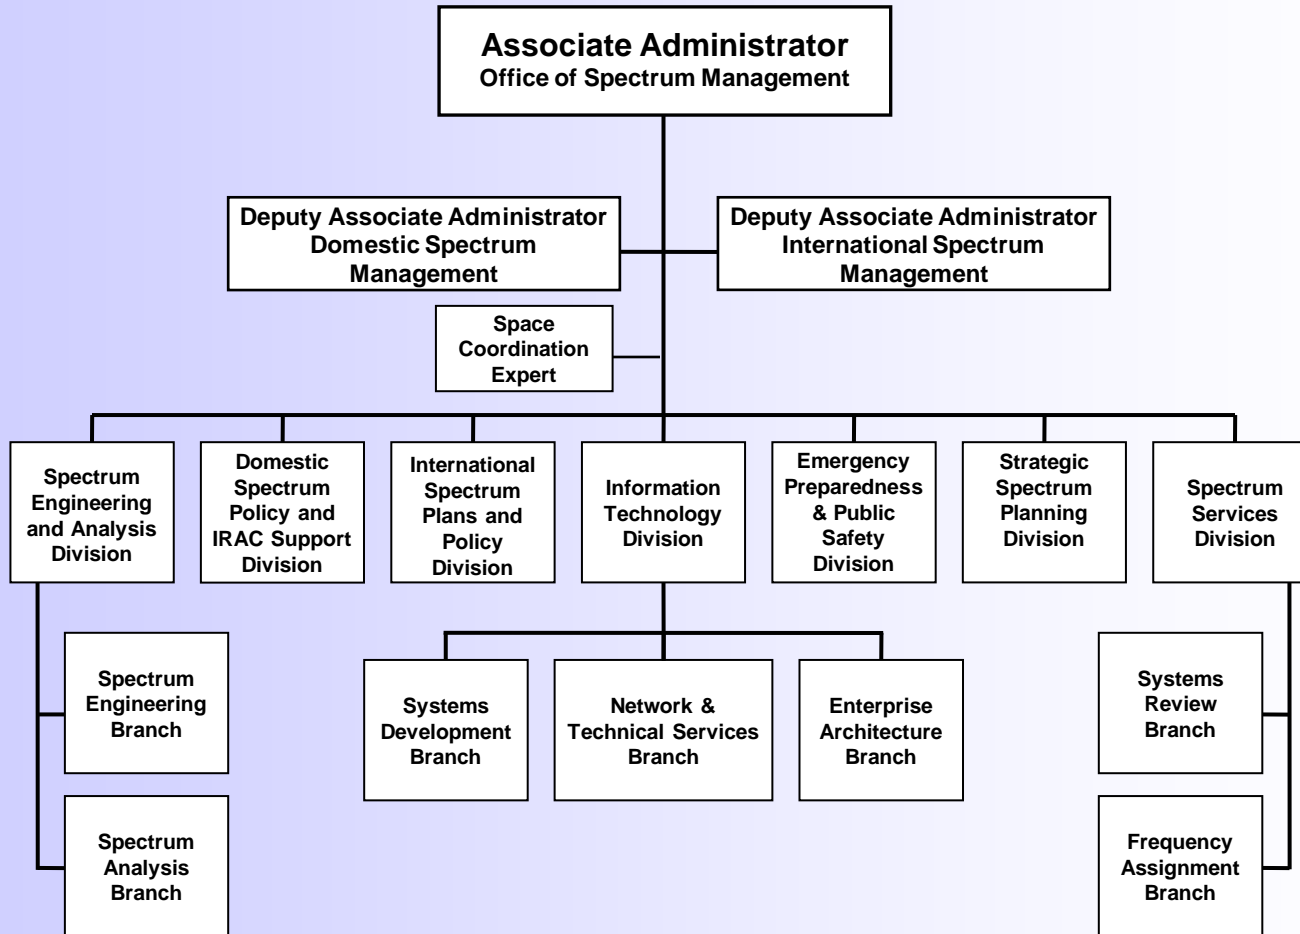 Associate Administrator
Office of Spectrum Management
Deputy Associate Administrator
Domestic Spectrum
Management
Deputy Associate Administrator
International Spectrum
Management
Space
Coordination
Expert
Spectrum
Engineering
and Analysis
Division
Domestic
Spectrum
Policy and
IRAC Support
Division
International
Spectrum
Plans and
Policy
Division
Information
Technology
Division
Emergency
Preparedness
& Public
Safety
Division
Strategic
Spectrum
Planning
Division
Spectrum
Services
Division
Spectrum
Engineering
Branch
Systems
Development
Branch
Network &
Technical Services
Branch
Enterprise
Architecture
Branch
Systems
Review
Branch
Spectrum
Analysis
Branch
Frequency
Assignment
Branch